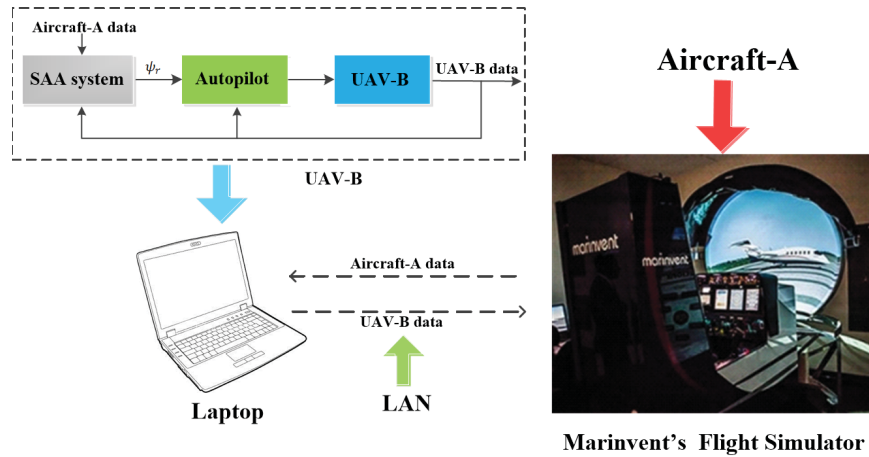 Aircraft-A data
SAA system
ψr
Autopilot
UAV-B
UAV-B data
UAV-B
Aircraft-A
marinvent
marinvent
Aircraft-A data
UAV-B data
Laptop
LAN
Marinvent's Flight Simulator